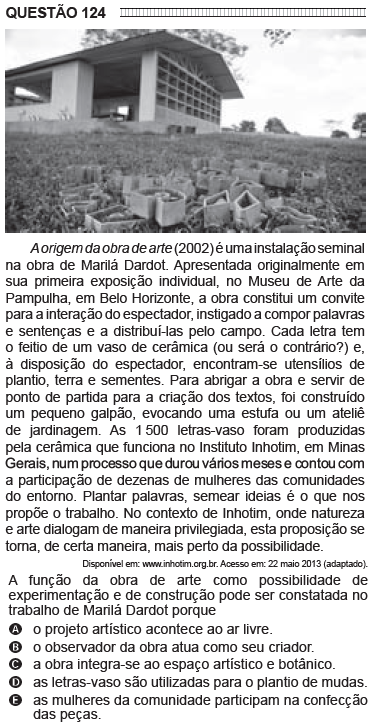 QUESTÃO 124
A origem da obra de arte (2002) é uma instalação seminal
na obra de Marilá Dardot. Apresentada originalmente em
sua primeira exposição individual, no Museu de Arte da
Pampulha, em Belo Horizonte, a obra constitui um convite
para a interação do espectador, instigado a compor palavras
e sentenças e a distribuí-las pelo campo. Cada letra tem
o feitio de um vaso de cerâmica (ou será o contrário?) e,
à disposição do espectador, encontram-se utensílios de
plantio, terra e sementes. Para abrigar a obra e servir de
ponto de partida para a criação dos textos, foi construído
um pequeno galpão, evocando uma estufa ou um ateliê
de jardinagem. As 1 500 letras-vaso foram produzidas
pela cerâmica que funciona no Instituto Inhotim, em Minas
Gerais, num processo que durou vários meses e contou com
a participação de dezenas de mulheres das comunidades
do entorno. Plantar palavras, semear ideias é o que nos
propõe o trabalho. No contexto de Inhotim, onde natureza
e arte dialogam de maneira privilegiada, esta proposição se
torna, de certa maneira, mais perto da possibilidade.
Disponível em: www.inhotim.org.br. Acesso em: 22 maio 2013 (adaptado).
A função da obra de arte como possibilidade de
experimentação e de construção pode ser constatada no
trabalho de Marilá Dardot porque
A o projeto artístico acontece ao ar livre.
B o observador da obra atua como seu criador.
C a obra integra-se ao espaço artístico e botânico.
D as letras-vaso são utilizadas para o plantio de mudas.
E as mulheres da comunidade participam na confecção
das peças.